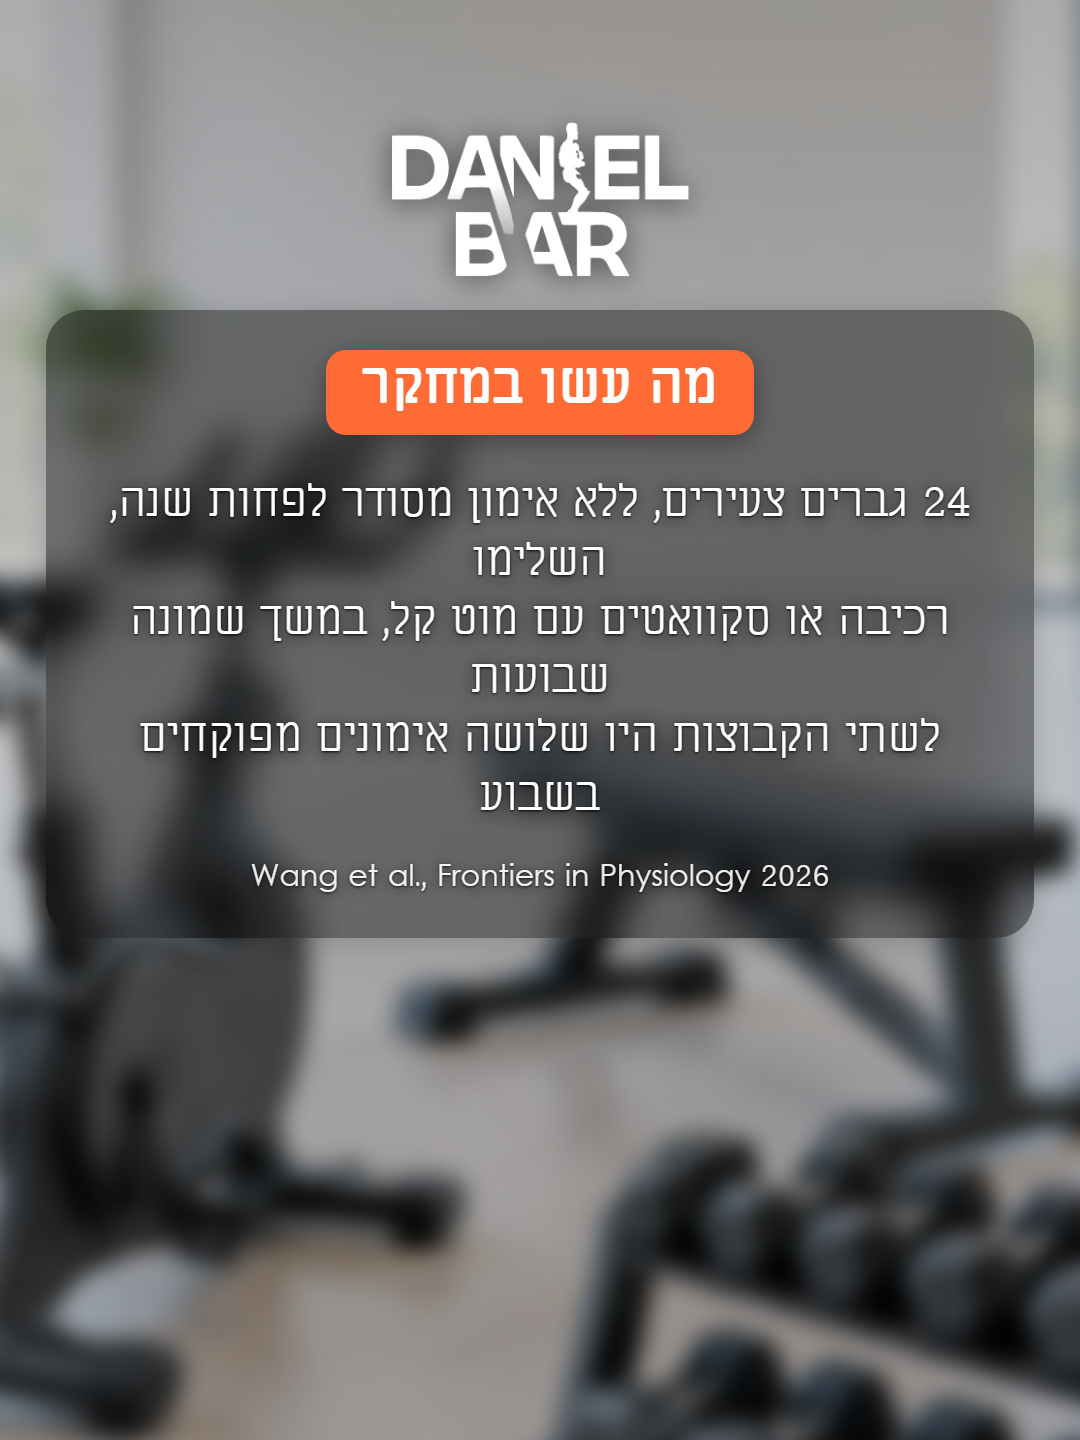 DANIEL
BAR
מה עשו במחקר
24 גברים צעירים, ללא אימון מסודר לפחות שנה,
השלימו
רכיבה או סקוואטים עם מוט קל, במשך שמונה
שבועות
לשתי הקבוצות היו שלושה אימונים מפוקחים
בשבוע
Wang et al., Frontiers in Physiology 2026